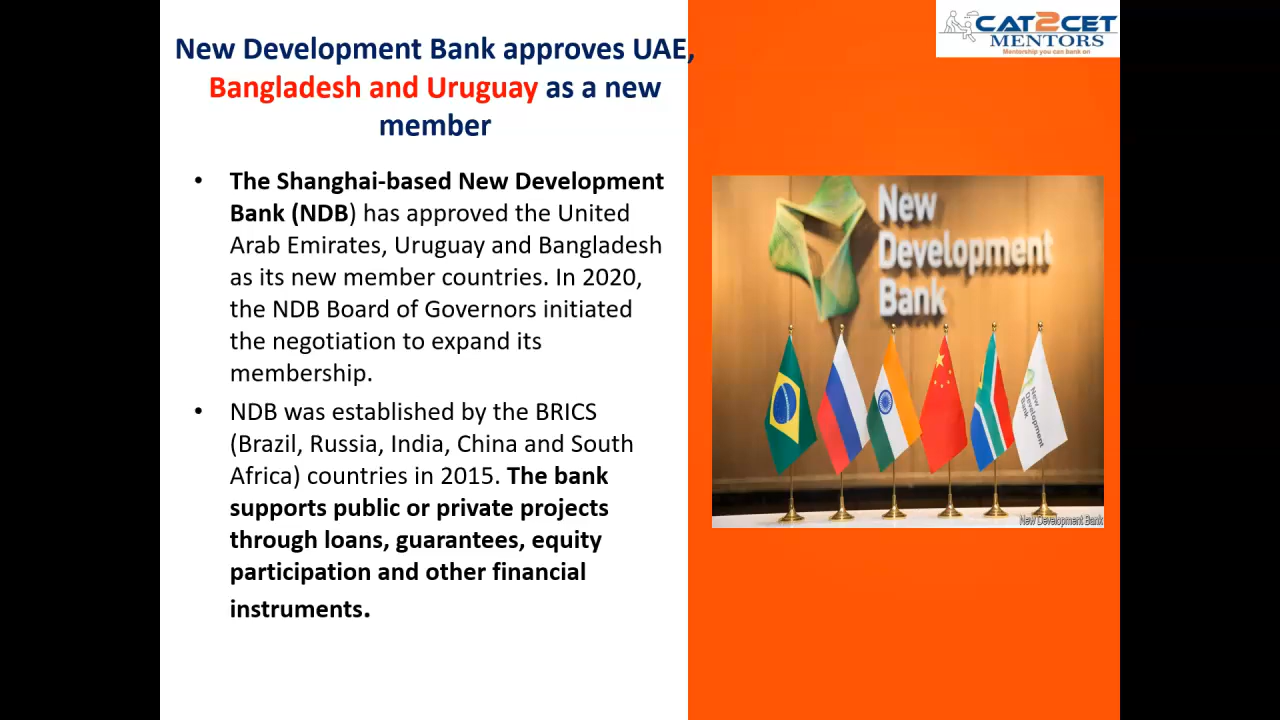 New Development Bank approves UAE,
Bangladesh and Uruguay as a new
member
• The Shanghai-based New Development
Bank (NDB) has approved the United
Arab Emirates, Uruguay and Bangladesh
as its new member countries. In 2020,
the NDB Board of Governors initiated
the negotiation to expand its
membership.
• NDB was established by the BRICS
(Brazil, Russia, India, China and South
Africa) countries in 2015. The bank
supports public or private projects
through loans, guarantees, equity
participation and other financial
instruments.
CAT2CET
MENTORS
Mentorship you can bank on
New
Development
Bank
New
Development
Bank
New Development Bank